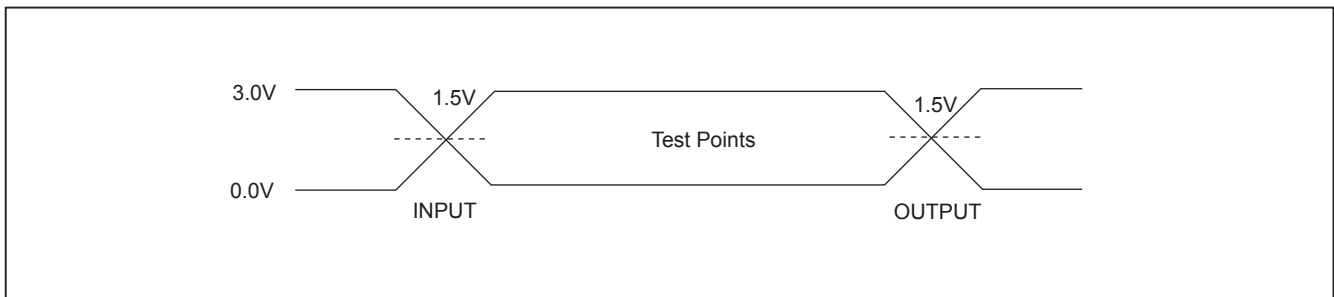 3.0V
1.5V
1.5V
Test Points
0.0V
INPUT
OUTPUT